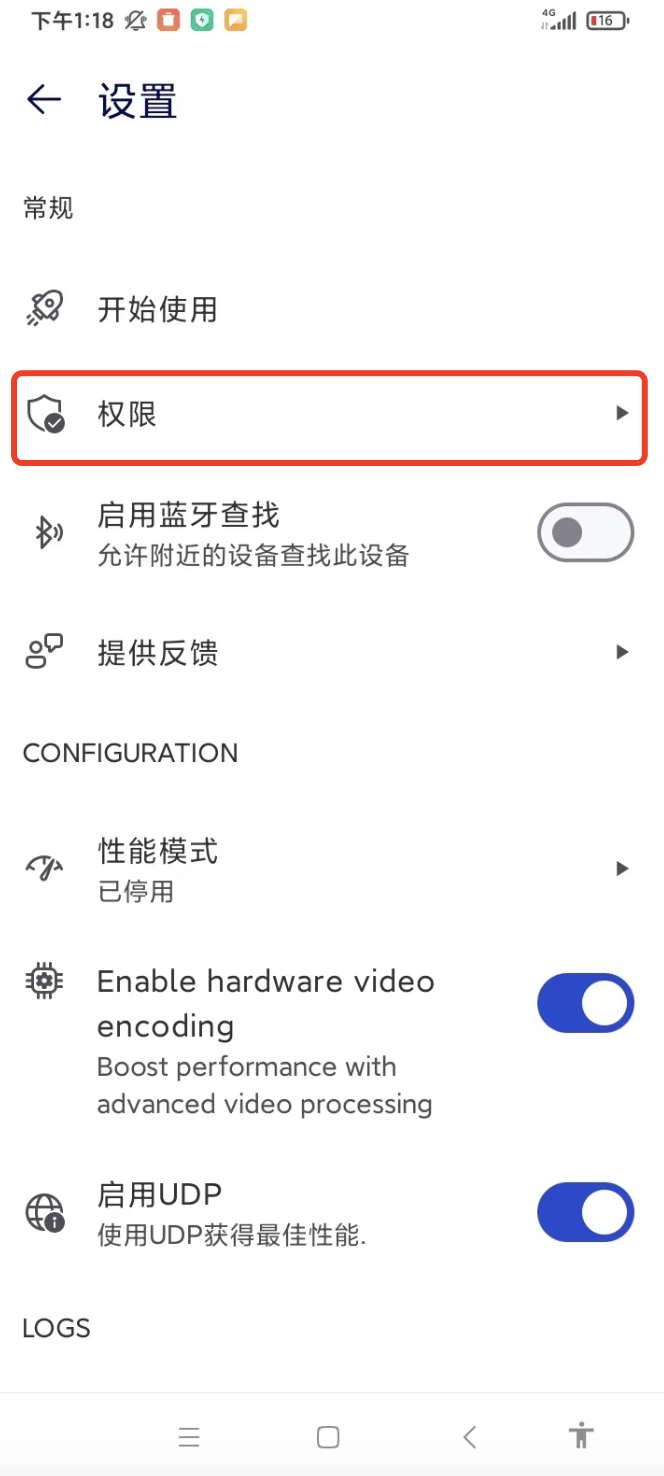 下午1:18
4G
16
设置
常规
开始使用
权限
启用蓝牙查找
允许附近的设备查找此设备
提供反馈
CONFIGURATION
性能模式
已停用
Enable hardware video
encoding
Boost performance with
advanced video processing
启用UDP
使用UDP获得最佳性能.
LOGS